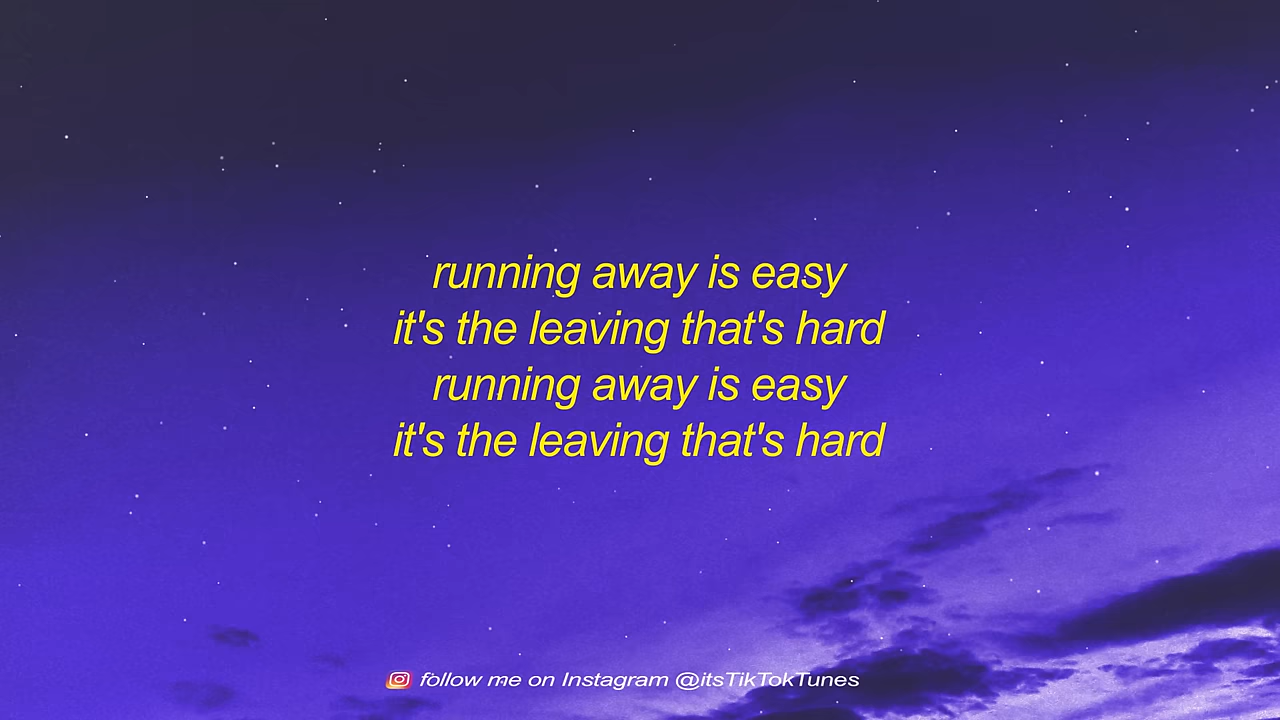 running away is easy
it's the leaving that's hard
running away is easy
it's the leaving that's hard
follow me on Instagram @itsTikTokTunes